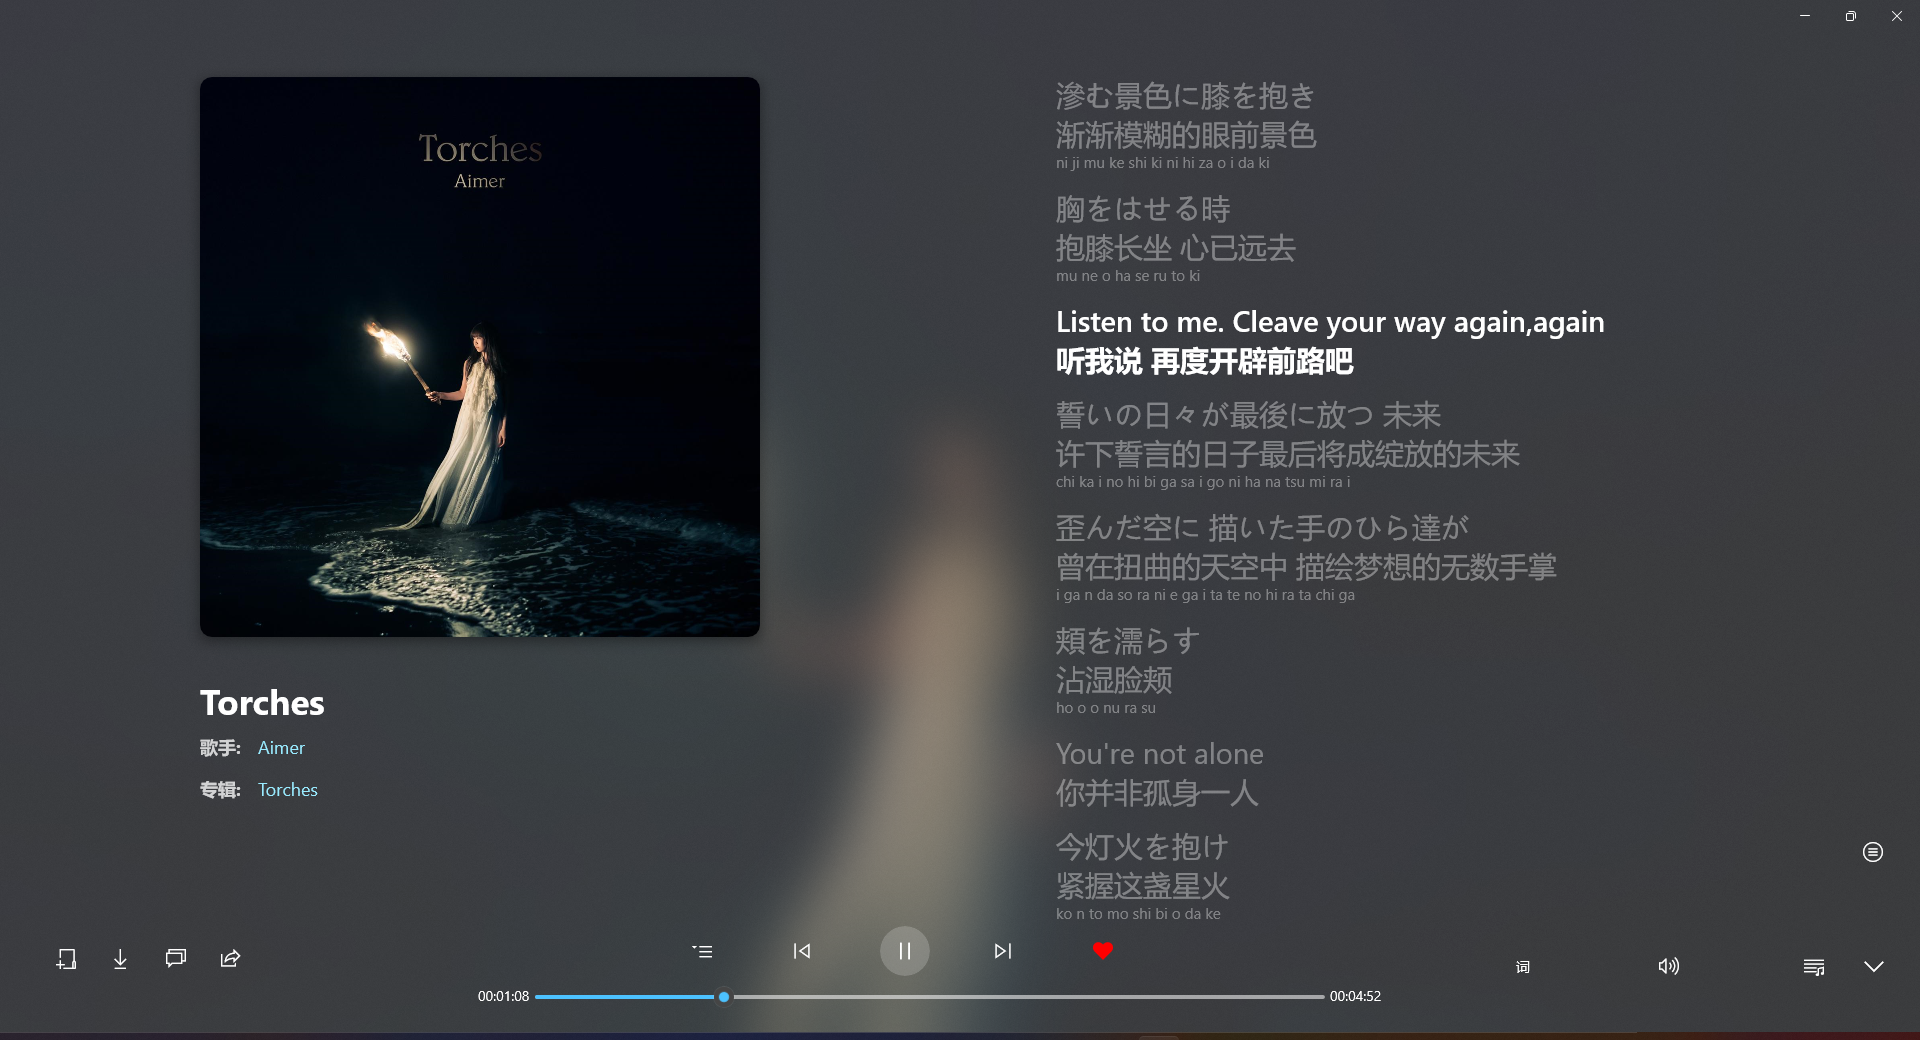 Torches
Aimer
Torches
歌手: Aimer
专辑: Torches
滲む景色に膝を抱き
渐渐模糊的眼前景色
ni ji mu ke shi ki ni hi za o i da ki
胸をはせる時
抱膝长坐 心已远去
mu ne o ha se ru to ki
Listen to me. Cleave your way again,again
听我说 再度开辟前路吧
誓いの日々が最後に放つ 未来
许下誓言的日子最后将成绽放的未来
chi ka i no hi bi ga sa i go ni ha na tsu mi ra i
歪んだ空に 描いた手のひら達が
曾在扭曲的天空中 描绘梦想的无数手掌
i ga n da so ra ni e ga i ta te no hi ra ta chi ga
頬を濡らす
沾湿脸颊
ho o o nu ra su
You're not alone
你并非孤身一人
今灯火を抱け
紧握这盏星火
ko n to mo shi bi o da ke
词
00:01:08
00:04:52